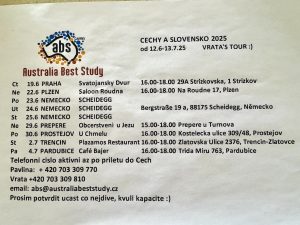 abs
Australia Best Study
CECHY A SLOVENSKO 2025
od 12.6-13.7.25 VRATA'S TOUR :)
Čt 19.6 PRAHA Svatojansky Dvur 16.00-18.00 29A Strizkovska, 1 Strizkov
Ne 22.6 PLZEN Saloon Roudna 16.00-18.00 Na Roudne 17, Plzen
Po 23.6 NEMECKO SCHEIDEGG
Út 24.6 NEMECKO SCHEIDEGG Bergstraße 19 a, 88175 Scheidegg, Německo
St 25.6 NEMECKO SCHEIDEGG
Ne 29.6 PREPERE Obcerstveni u Jezu 15.00-18.00 Prepere u Turnova
Po 30.6 PROSTEJOV U Chmelu 16.00-18.00 Kostelecka ulice 309/48, Prostejov
St 2.7 TRENCIN Plazamos Restaurant 16.00-18.00 Zlatovska Ulice 2376, Trencin-Zlatovce
Pa 4.7 PARDUBICE Café Bajer 16.00-18.00 Trida Miru 763, Pardubice
Telefonni cislo aktivni az po priletu do Cech
Pavlina: + 420 703 309 770
Vrata +420 703 309 810
email: abs@australiabeststudy.cz
Prosim potvrdit ucast co nejdive, kvuli kapacite :)